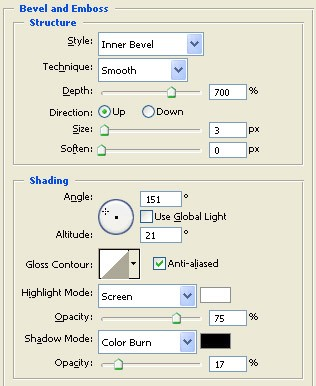 Bevel and Emboss
Structure
Style: Inner Bevel
Technique: Smooth
Depth: 700 %
Direction: Up Down
Size: 3 px
Soften: 0 px
Shading
Angle: 151 °
Use Global Light
Altitude: 21 °
Gloss Contour: Anti-aliased
Highlight Mode: Screen
Opacity: 75 %
Shadow Mode: Color Burn
Opacity: 17 %